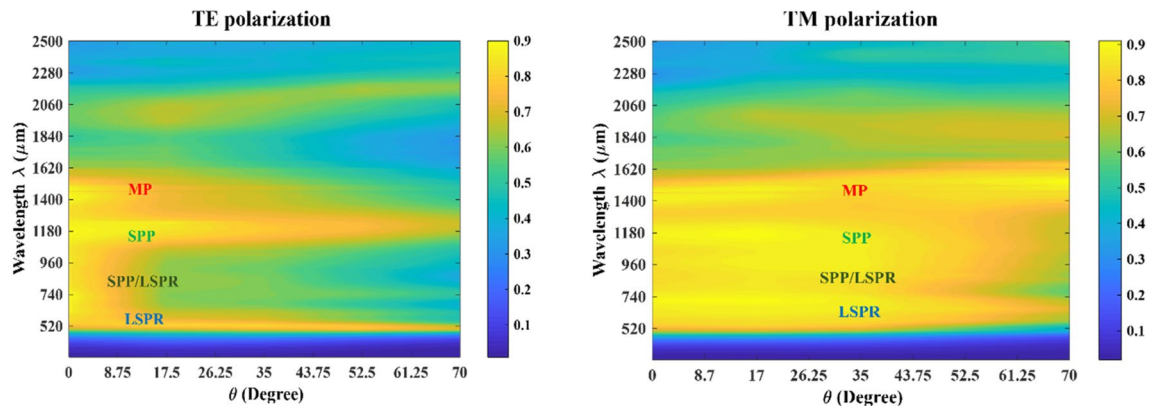 TE polarization
2500
2280
2060
1840
1620
1400
1180
960
740
520
Wavelength λ (μm)
MP
SPP
SPP/LSPR
LSPR
0 8.75 17.5 26.25 35 43.75 52.5 61.25 70
θ (Degree)
0.9
0.8
0.7
0.6
0.5
0.4
0.3
0.2
0.1
TM polarization
2500
2280
2060
1840
1620
1400
1180
960
740
520
Wavelength λ (μm)
MP
SPP
SPP/LSPR
LSPR
0 8.7 17 26.25 35 43.75 52.5 61.25 70
θ (Degree)
0.9
0.8
0.7
0.6
0.5
0.4
0.3
0.2
0.1